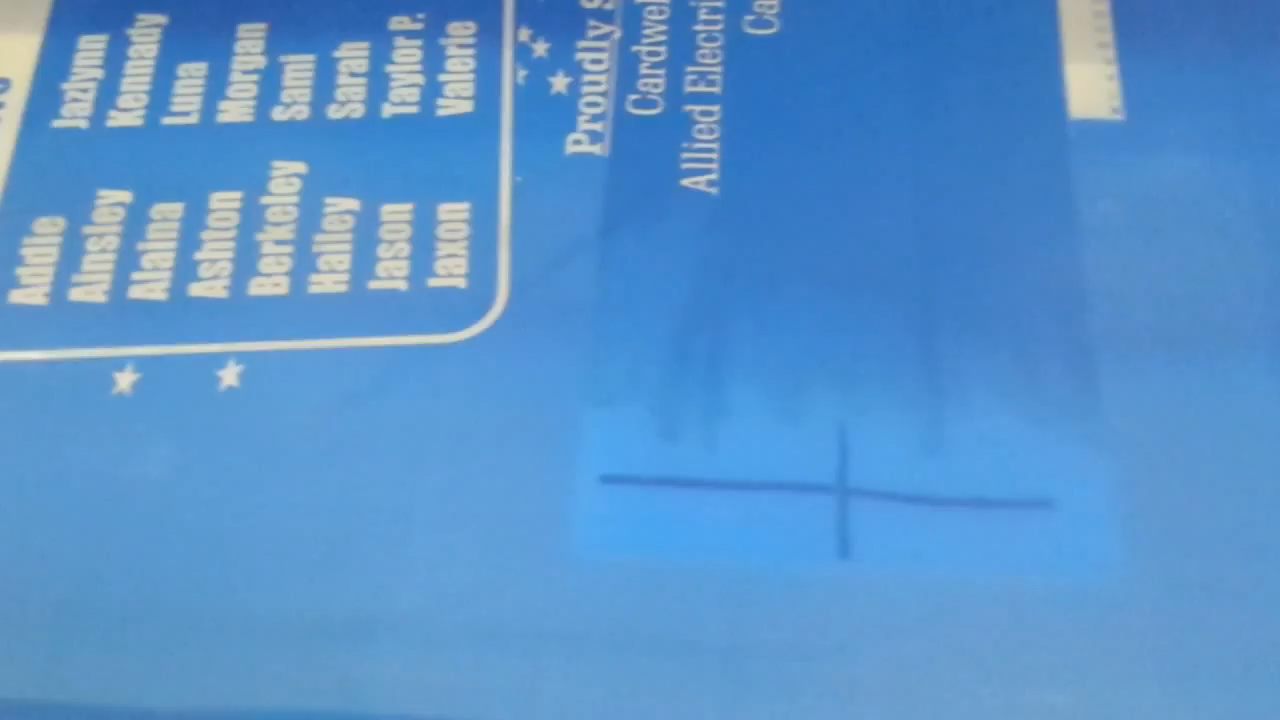 Addie Jazlynn
Ainsley Kennady
Alaina Luna
Ashton Morgan
Berkeley Sami
Hailey Sarah
Jason Taylor P.
Jaxon Valerie
Proudly S
Cardwel
Allied Electri
Ca